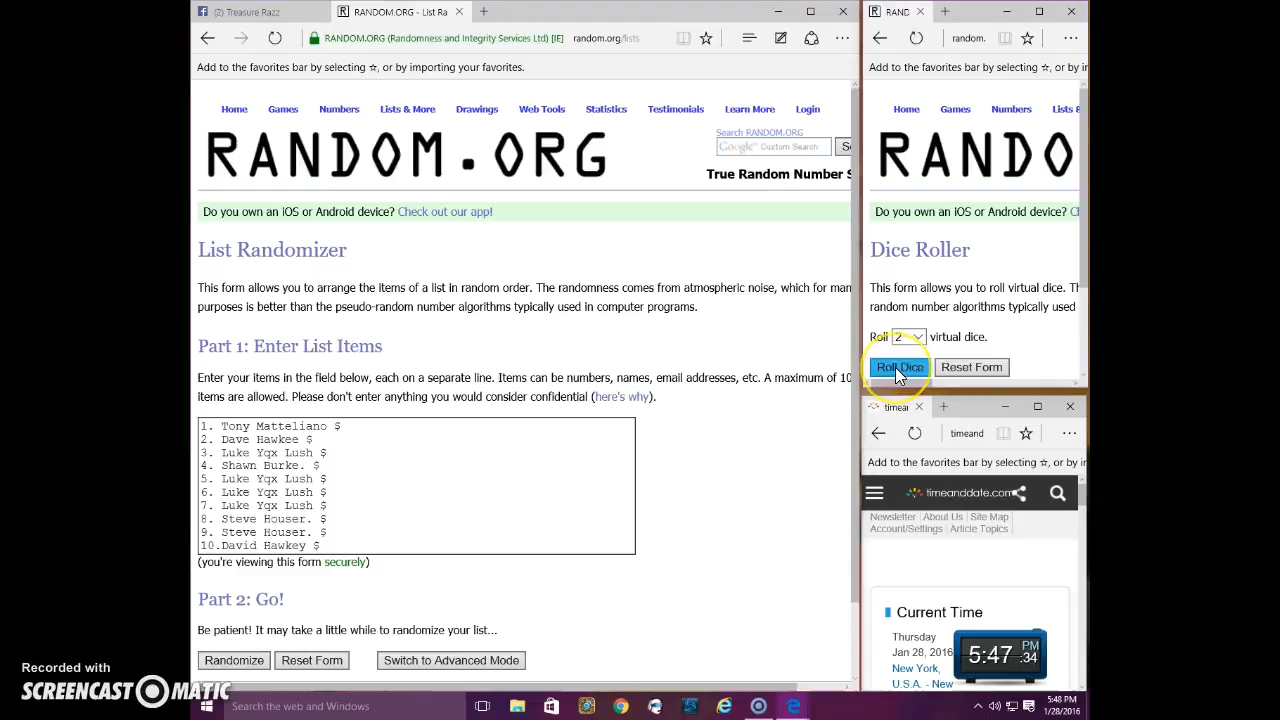 (2) Treasure Razz
RANDOM.ORG - List Ra
RANDOM.ORG (Randomness and Integrity Services Ltd) [IE] random.org/lists
Add to the favorites bar by selecting ☆, or by importing your favorites.
Home Games Numbers Lists & More Drawings Web Tools Statistics Testimonials Learn More Login
RANDOM.ORG
Search RANDOM.ORG
Google™ Custom Search
True Random Number S
Do you own an iOS or Android device? Check out our app!
List Randomizer
This form allows you to arrange the items of a list in random order. The randomness comes from atmospheric noise, which for man
purposes is better than the pseudo-random number algorithms typically used in computer programs.
Part 1: Enter List Items
Enter your items in the field below, each on a separate line. Items can be numbers, names, email addresses, etc. A maximum of 10
items are allowed. Please don't enter anything you would consider confidential (here's why).
1. Tony Matteliano $
2. Dave Hawkee $
3. Luke Yqx Lush $
4. Shawn Burke. $
5. Luke Yqx Lush $
6. Luke Yqx Lush $
7. Luke Yqx Lush $
8. Steve Houser. $
9. Steve Houser. $
10.David Hawkey $
(you're viewing this form securely)
Part 2: Go!
Be patient! It may take a little while to randomize your list...
Randomize Reset Form Switch to Advanced Mode
RAND
random.
Add to the favorites bar by selecting ☆, or by i
Home Games Numbers Lists &
RANDO
Do you own an iOS or Android device? Ch
Dice Roller
This form allows you to roll virtual dice. Th
random number algorithms typically used
Roll 2 virtual dice.
Roll Dice Reset Form
timear
timeand
Add to the favorites bar by selecting ☆, or by i
timeanddate.com
Newsletter About Us Site Map
Account/Settings Article Topics
Current Time
Thursday
Jan 28, 2016
New York,
U.S.A. - New
5:47 PM :34
Recorded with
SCREENCAST-O-MATIC
Search the web and Windows
5:48 PM
1/28/2016